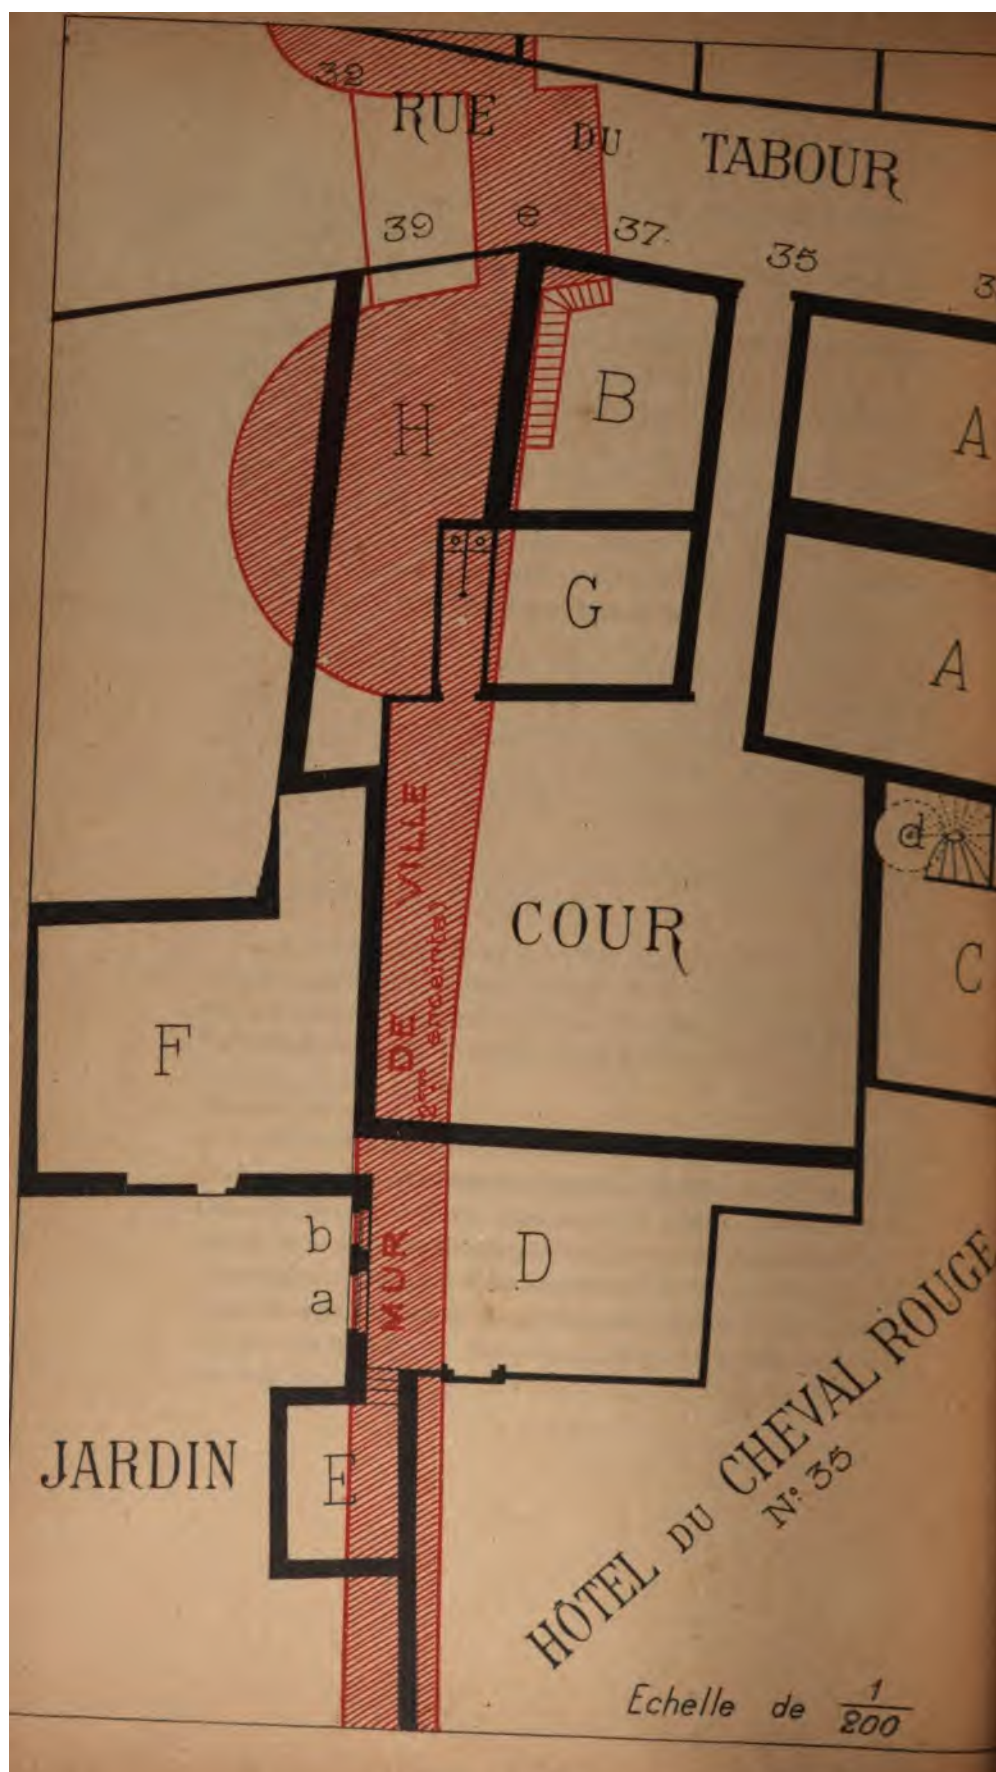 32
RUE DU TABOUR
39
e
37.
35
3
H
B
A
G
A
d
C
COUR
MUR DE VILLE
(2me enceinte)
F
b
a
D
JARDIN
E
HÔTEL DU CHEVAL ROUGE
No: 35
Echelle de 1/200